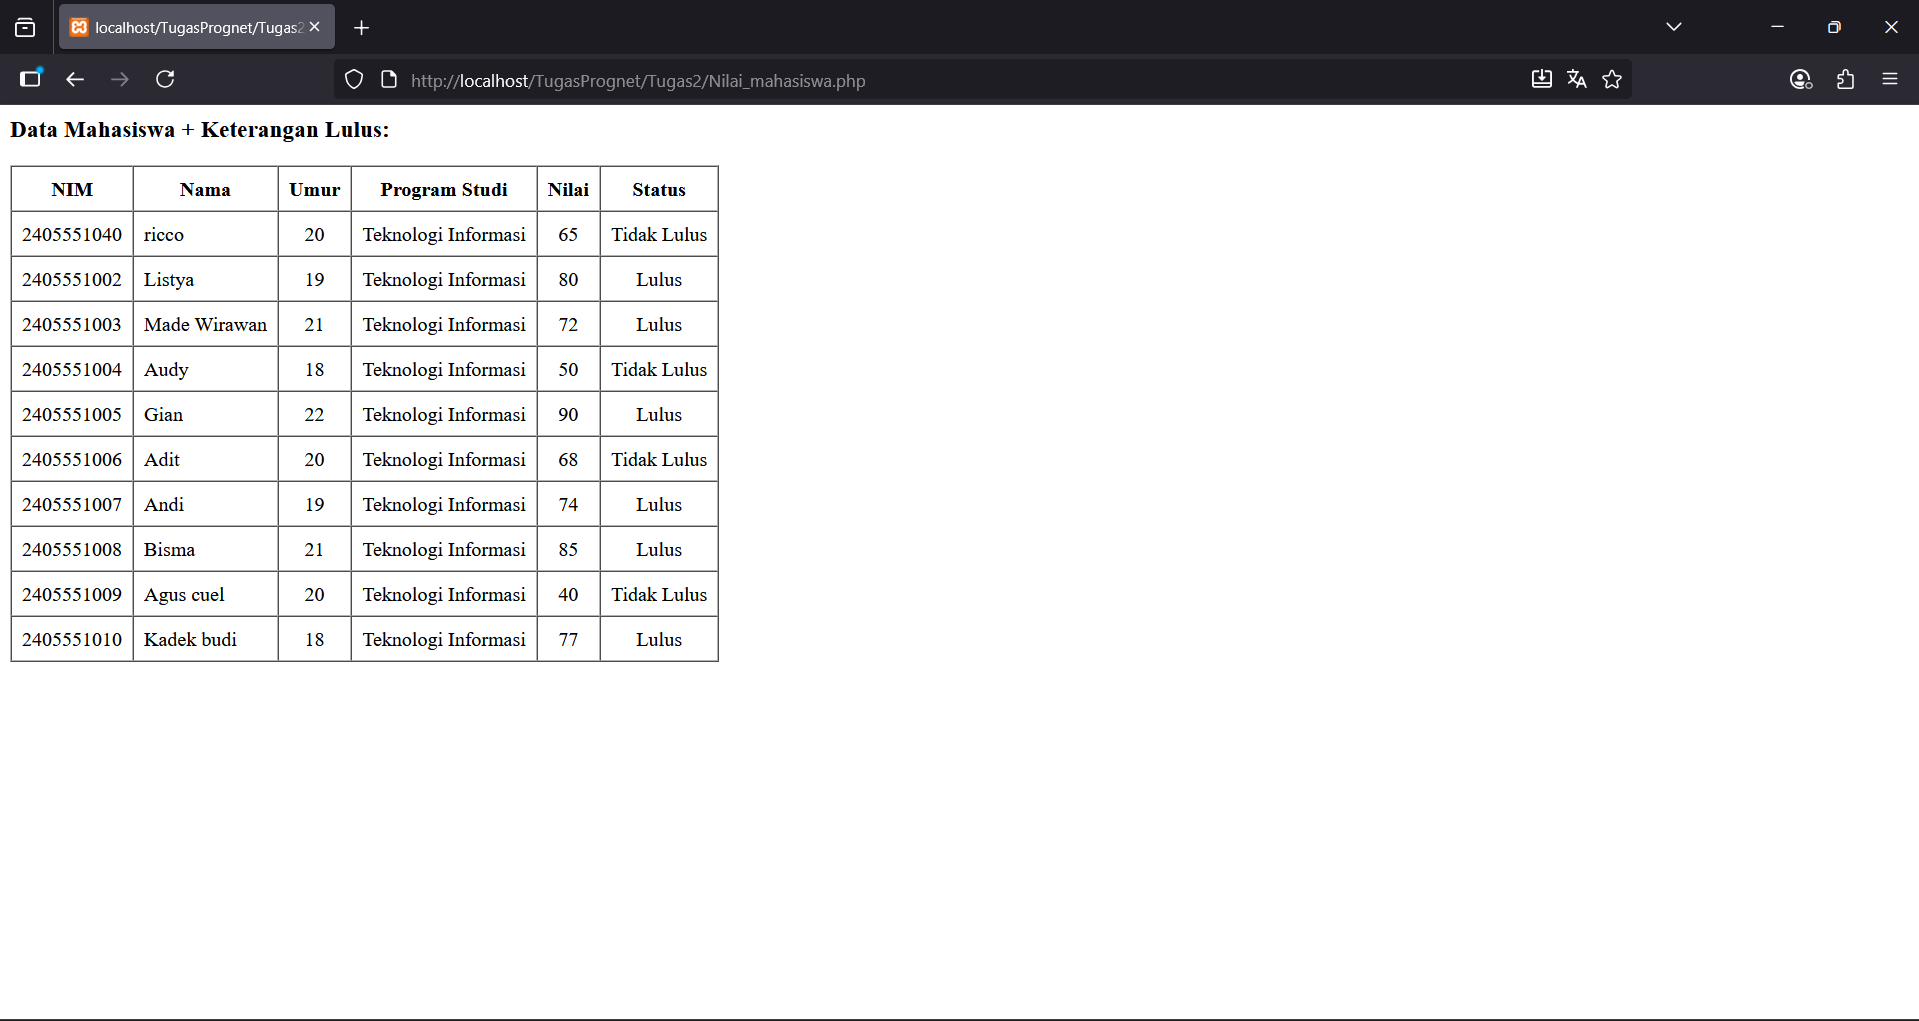 localhost/TugasPrognet/Tugas2
http://localhost/TugasPrognet/Tugas2/Nilai_mahasiswa.php
Data Mahasiswa + Keterangan Lulus:
NIM Nama Umur Program Studi Nilai Status
2405551040 ricco 20 Teknologi Informasi 65 Tidak Lulus
2405551002 Listya 19 Teknologi Informasi 80 Lulus
2405551003 Made Wirawan 21 Teknologi Informasi 72 Lulus
2405551004 Audy 18 Teknologi Informasi 50 Tidak Lulus
2405551005 Gian 22 Teknologi Informasi 90 Lulus
2405551006 Adit 20 Teknologi Informasi 68 Tidak Lulus
2405551007 Andi 19 Teknologi Informasi 74 Lulus
2405551008 Bisma 21 Teknologi Informasi 85 Lulus
2405551009 Agus cuel 20 Teknologi Informasi 40 Tidak Lulus
2405551010 Kadek budi 18 Teknologi Informasi 77 Lulus